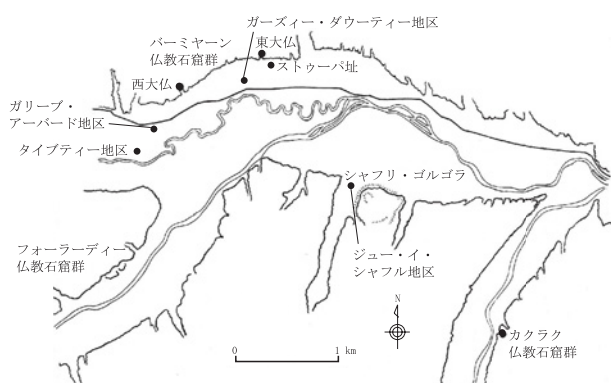 ガーズィー・ダウーティー地区
バーミヤーン
仏教石窟群
東大仏
ストゥーパ址
西大仏
ガリーブ・
アーバード地区
タイブティー地区
シャフリ・ゴルゴラ
フォーラーディー
仏教石窟群
ジュー・イ・
シャフル地区
N
カクラク
仏教石窟群
0
1 km